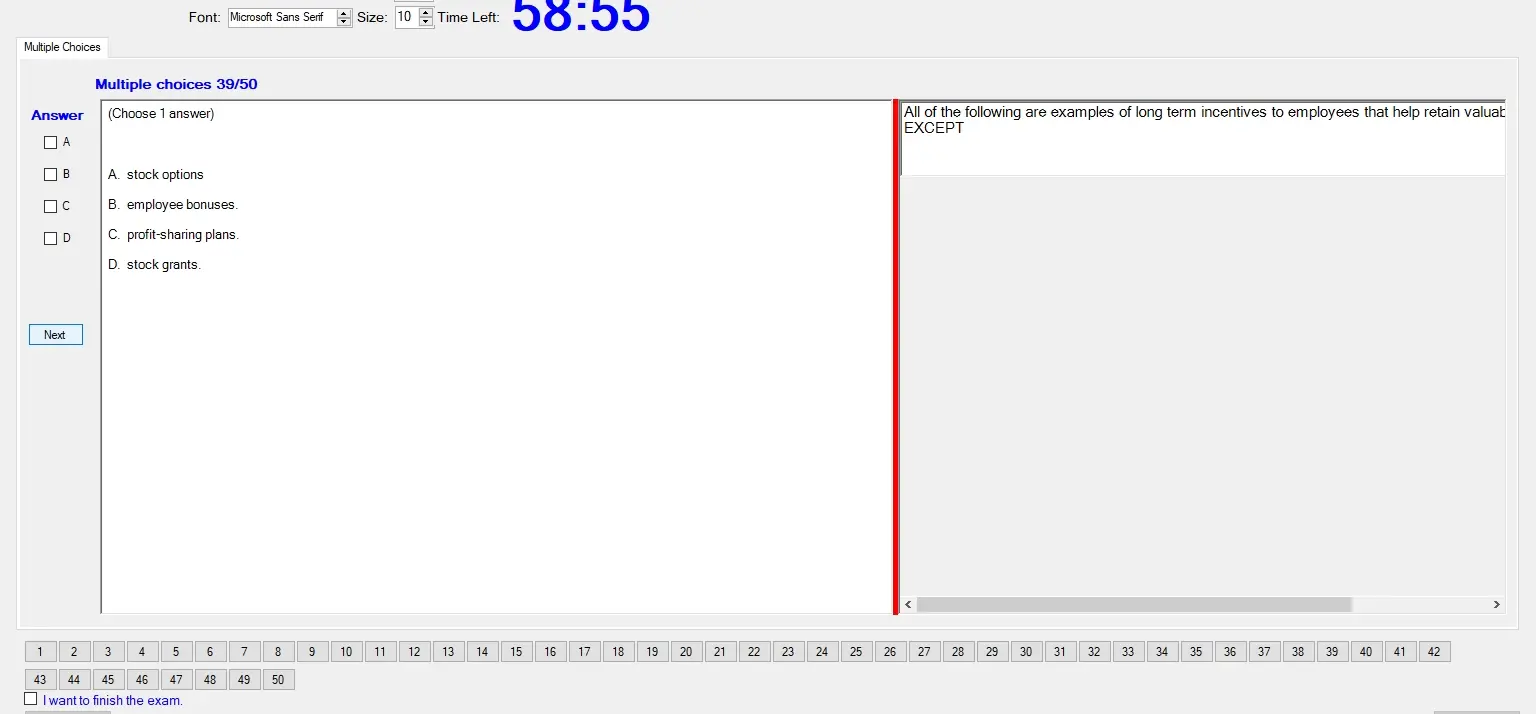 Font: Microsoft Sans Serif Size: 10 Time Left: 58:55
Multiple Choices
Multiple choices 39/50
Answer
A
B
C
D
Next
(Choose 1 answer)
A. stock options
B. employee bonuses.
C. profit-sharing plans.
D. stock grants.
All of the following are examples of long term incentives to employees that help retain
EXCEPT
1 2 3 4 5 6 7 8 9 10 11 12 13 14 15 16 17 18 19 20 21 22 23 24 25 26 27 28 29 30 31 32 33 34 35 36 37 38 39 40 41 42
43 44 45 46 47 48 49 50
I want to finish the exam.